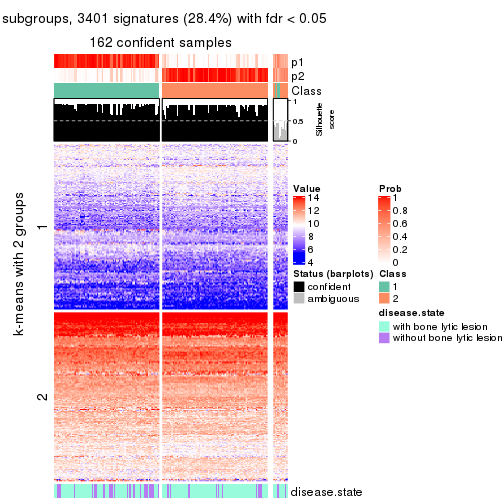 subgroups, 3401 signatures (28.4%) with fdr < 0.05
162 confident samples
p1
p2
Class
1
0.5
0
Silhouette
score
k-means with 2 groups
1
2
Value
14
12
10
8
6
4
Prob
1
0.8
0.6
0.4
0.2
0
Status (barplots)
confident
ambiguous
Class
1
2
disease.state
with bone lytic lesion
without bone lytic lesion
disease.state